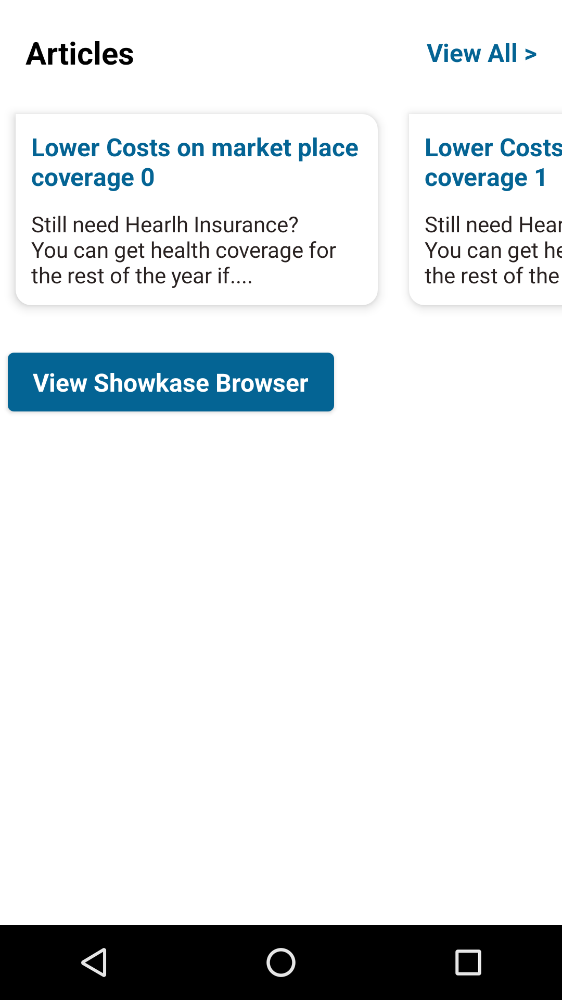 Articles
View All >
Lower Costs on market place
coverage 0
Still need Hearlh Insurance?
You can get health coverage for
the rest of the year if....
Lower Costs
coverage 1
Still need
You can get
the rest of the
View Showkase Browser